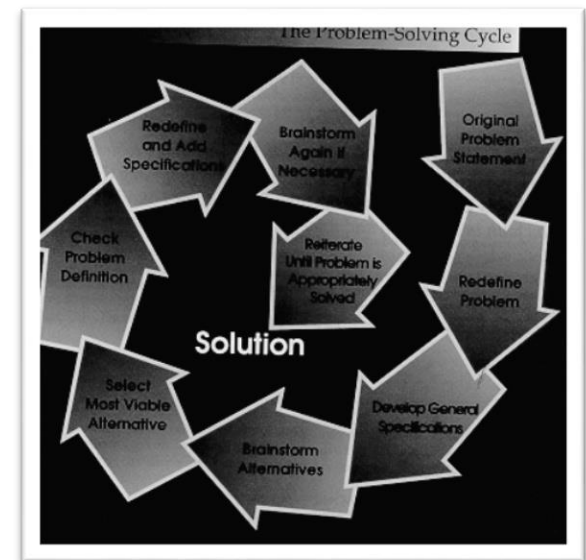 The Problem-Solving Cycle
Original
Problem
Statement
Redefine
Problem
Develop General
Specifications
Brainstorm
Alternatives
Select
Most Viable
Alternative
Check
Problem
Definition
Redefine
and Add
Specifications
Brainstorm
Again If
Necessary
Reiterate
Until Problem is
Appropriately
Solved
Solution